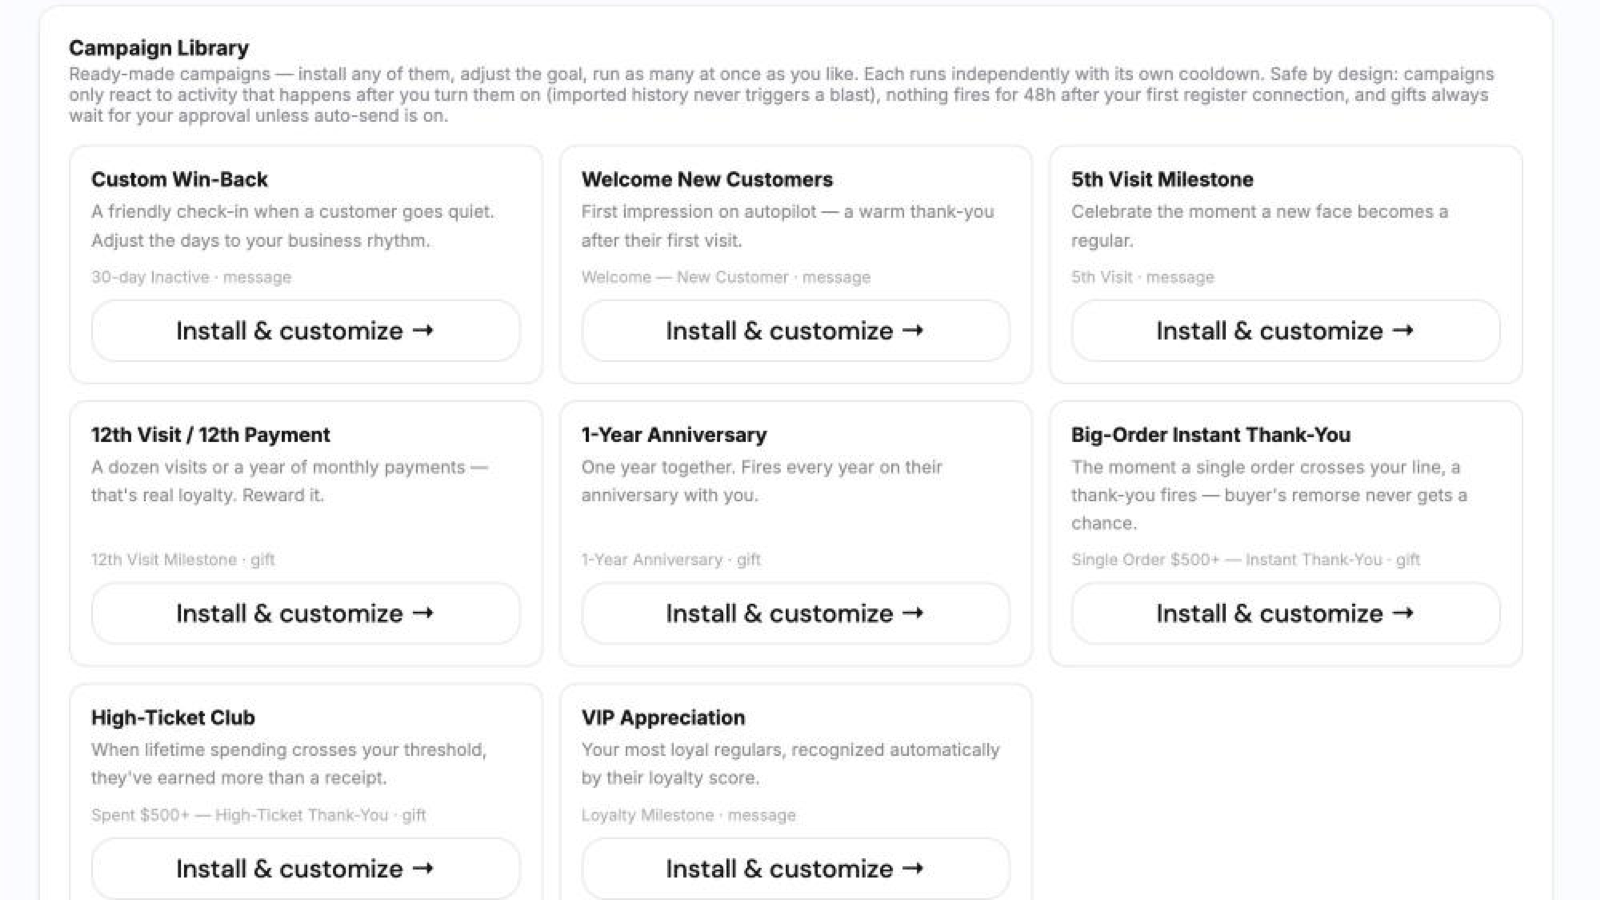 Campaign Library
Ready-made campaigns — install any of them, adjust the goal, run as many at once as you like. Each runs independently with its own cooldown. Safe by design: campaigns
only react to activity that happens after you turn them on (imported history never triggers a blast), nothing fires for 48h after your first register connection, and gifts always
wait for your approval unless auto-send is on.
Custom Win-Back
A friendly check-in when a customer goes quiet.
Adjust the days to your business rhythm.
30-day Inactive · message
Install & customize →
Welcome New Customers
First impression on autopilot — a warm thank-you
after their first visit.
Welcome — New Customer · message
Install & customize →
5th Visit Milestone
Celebrate the moment a new face becomes a
regular.
5th Visit · message
Install & customize →
12th Visit / 12th Payment
A dozen visits or a year of monthly payments —
that's real loyalty. Reward it.
12th Visit Milestone · gift
Install & customize →
1-Year Anniversary
One year together. Fires every year on their
anniversary with you.
1-Year Anniversary · gift
Install & customize →
Big-Order Instant Thank-You
The moment a single order crosses your line, a
thank-you fires — buyer's remorse never gets a
chance.
Single Order $500+ — Instant Thank-You · gift
Install & customize →
High-Ticket Club
When lifetime spending crosses your threshold,
they've earned more than a receipt.
Spent $500+ — High-Ticket Thank-You · gift
Install & customize →
VIP Appreciation
Your most loyal regulars, recognized automatically
by their loyalty score.
Loyalty Milestone · message
Install & customize →